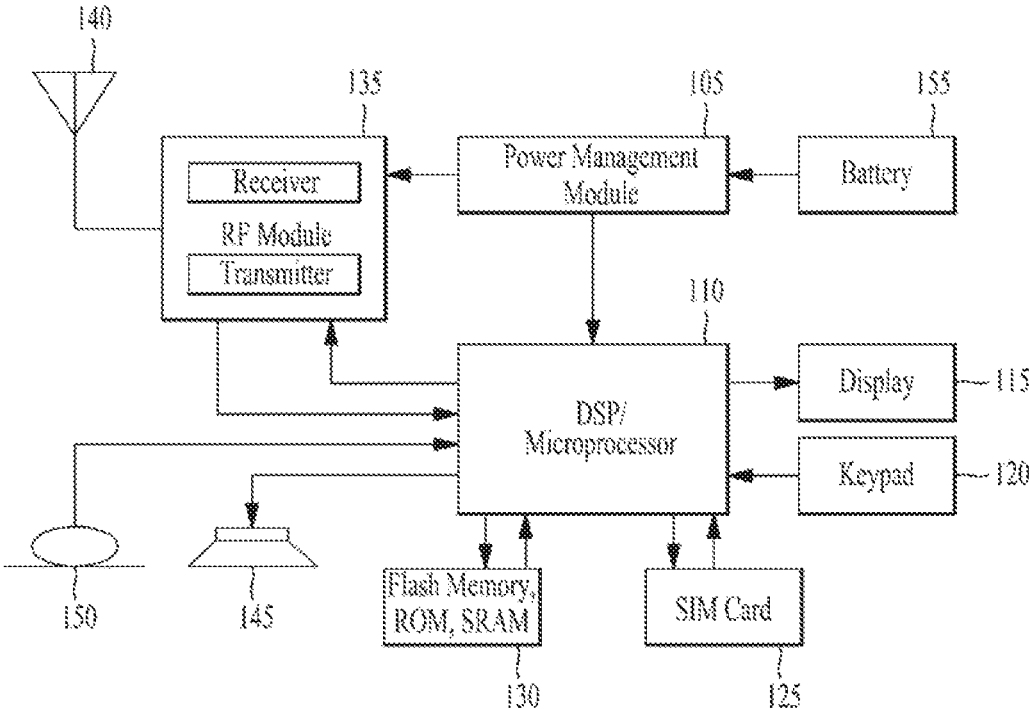 140
135
105
155
Receiver
RF Module
Transmitter
Power Management
Module
Battery
110
DSP/
Microprocessor
Display
115
Keypad
120
Flash Memory,
ROM, SRAM
SIM Card
150
145
130
125